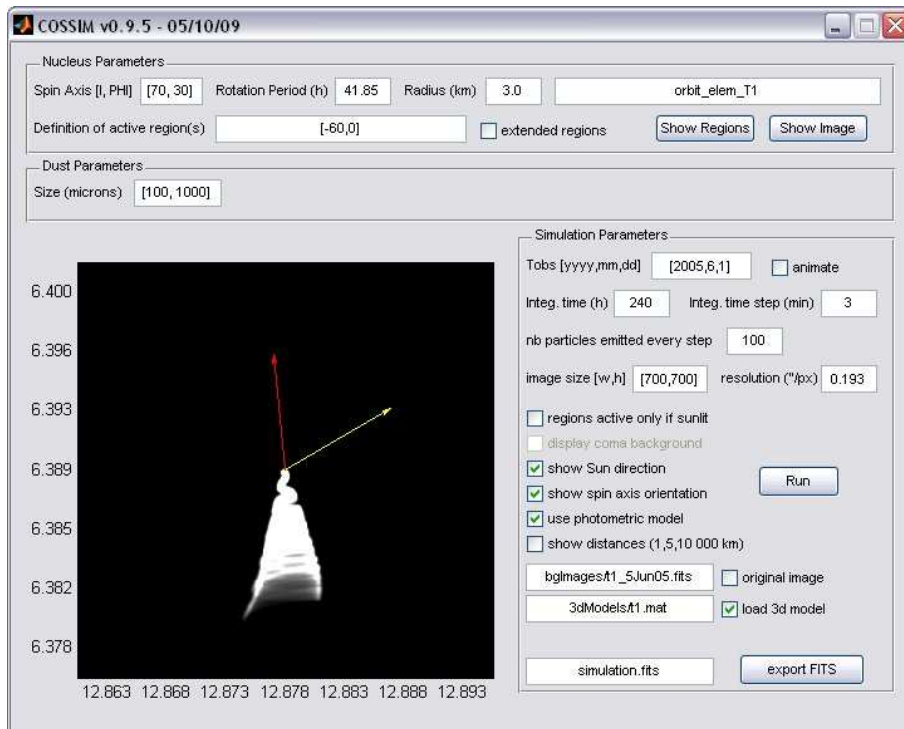 COSSIM v0.9.5 - 05/10/09
Nucleus Parameters
Spin Axis [I, PHI] [70, 30] Rotation Period (h) 41.85 Radius (km) 3.0 orbit_elem_T1
Definition of active region(s) [-60,0] extended regions Show Regions Show Image
Dust Parameters
Size (microns) [100, 1000]
Simulation Parameters
Tobs [yyyy,mm,dd] [2005,6,1] animate
Integ. time (h) 240 Integ. time step (min) 3
nb particles emitted every step 100
image size [w,h] [700,700] resolution ("/px) 0.193
regions active only if sunlit
display coma background
show Sun direction
show spin axis orientation
Run
use photometric model
show distances (1,5,10 000 km)
bgImages/t1_5Jun05.fits original image
3dModels/t1.mat load 3d model
simulation.fits export FITS
6.400
6.396
6.393
6.389
6.385
6.382
6.378
12.863 12.868 12.873 12.878 12.883 12.888 12.893